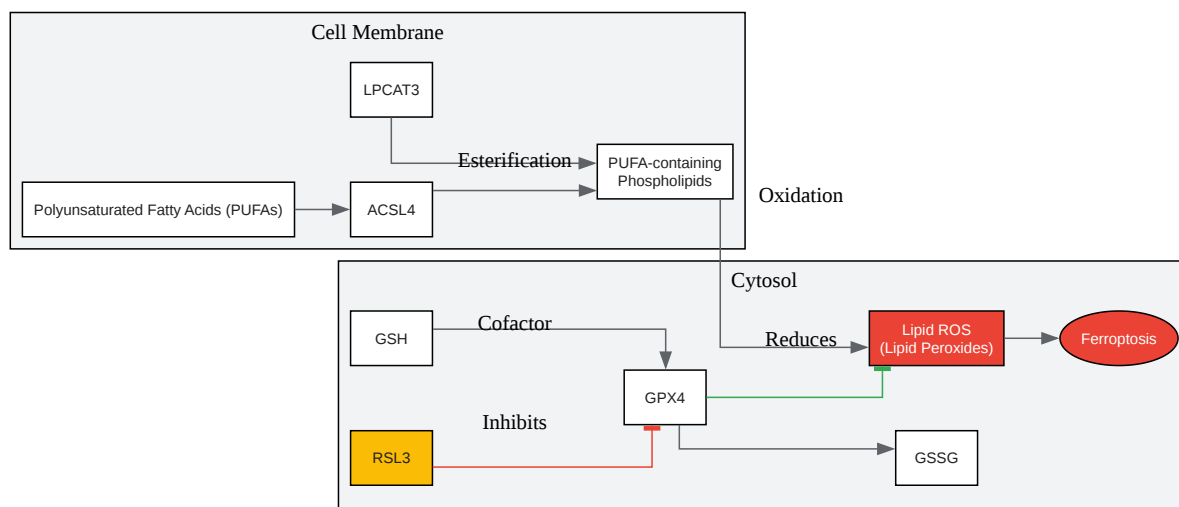 Cell Membrane
LPCAT3
Esterification
PUFA-containing
Phospholipids
Polyunsaturated Fatty Acids (PUFAs)
ACSL4
Oxidation
Cytosol
GSH
Cofactor
Reduces
Lipid ROS
(Lipid Peroxides)
Ferroptosis
GPX4
Inhibits
RSL3
GSSG